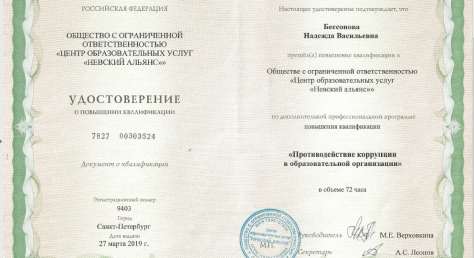 РОССИЙСКАЯ ФЕДЕРАЦИЯ
ОБЩЕСТВО С ОГРАНИЧЕННОЙ
ОТВЕТСТВЕННОСТЬЮ
«ЦЕНТР ОБРАЗОВАТЕЛЬНЫХ УСЛУГ
«НЕВСКИЙ АЛЬЯНС»»
УДОСТОВЕРЕНИЕ
О ПОВЫШЕНИИ КВАЛИФИКАЦИИ
7827 00303524
Документ о квалификации
Регистрационный номер
9403
Город
Санкт-Петербург
Дата выдачи
27 марта 2019 г.
Настоящее удостоверение подтверждает, что
Бессонова
Надежда Васильевна
прошёл(а) повышение квалификации в
Обществе с ограниченной ответственностью
«Центр образовательных услуг
«Невский альянс»
по дополнительной профессиональной программе
повышения квалификации
«Противодействие коррупции
в образовательной организации»
в объеме 72 часа
Руководитель М.Е. Верховкина
Секретарь А.С. Леонов
М.П.